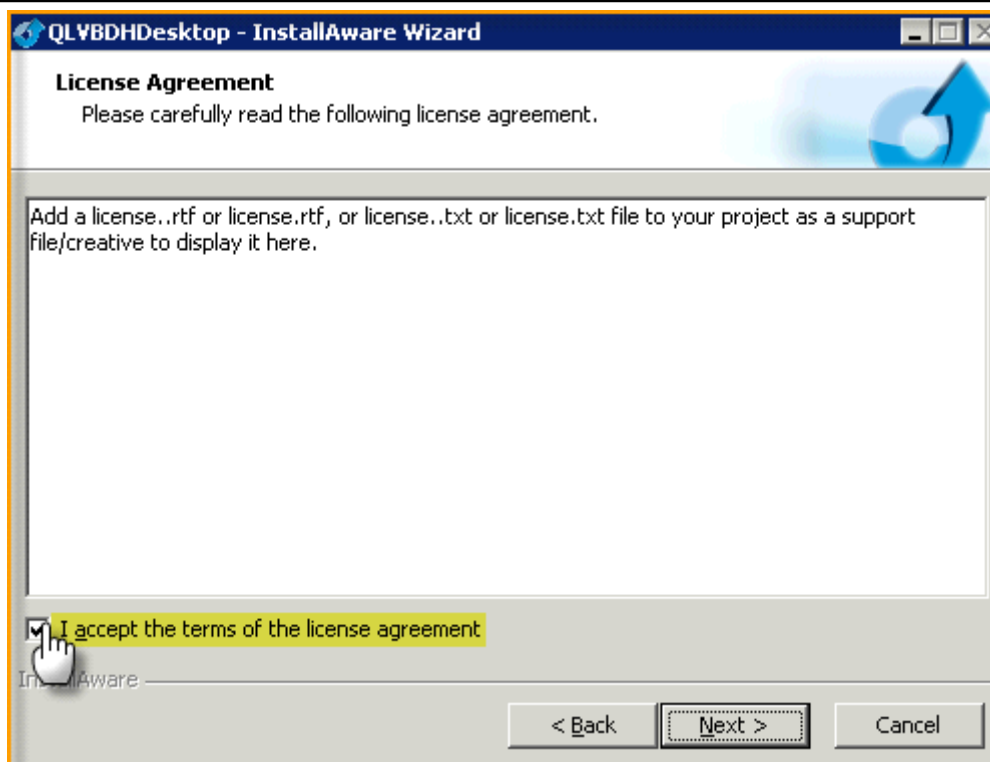 QLVBDHDesktop - InstallAware Wizard
License Agreement
Please carefully read the following license agreement.
Add a license..rtf or license.rtf, or license..txt or license.txt file to your project as a support
file/creative to display it here.
I accept the terms of the license agreement
InstallAware
< Back
Next >
Cancel